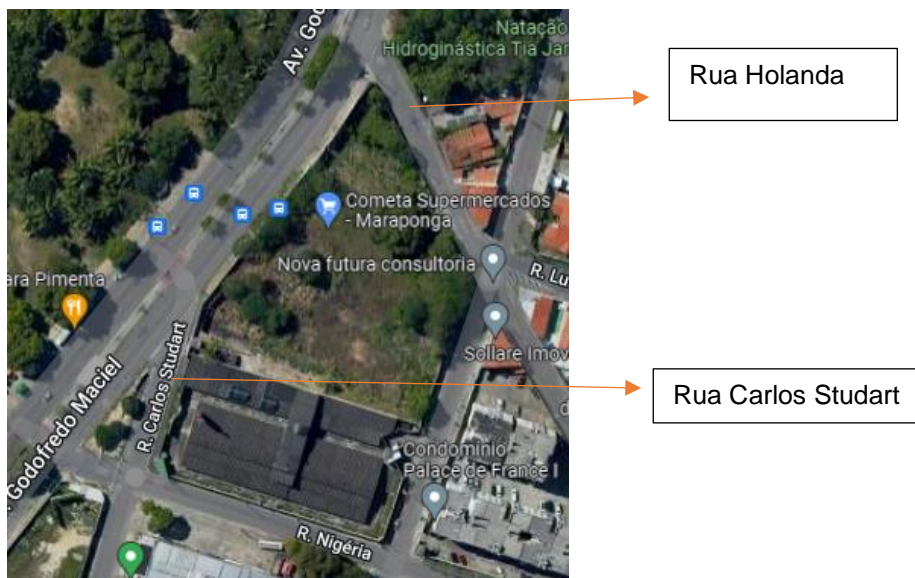 Natação
Hidroginástica Tia Jar
Av. God
Rua Holanda
Cometa Supermercados
- Maraponga
Nova futura consultoria
R. Lu
ara Pimenta
Sollare Imov
R. Carlos Studart
Rua Carlos Studart
. Godofredo Maciel
d
Condomínio
Palace de France I
R. Nigéria